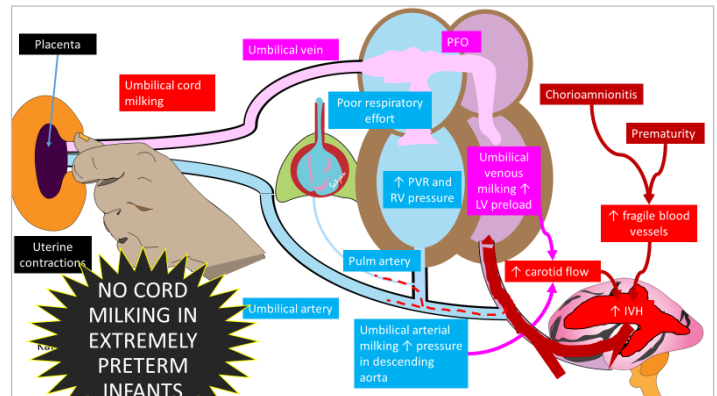 Placenta
Umbilical vein
PFO
Umbilical cord
milking
Poor respiratory
effort
Chorioamnionitis
Prematurity
Umbilical
venous
milking ↑
LV preload
↑ PVR and
RV pressure
↑ fragile blood
vessels
Uterine
contractions
Pulm artery
↑ carotid flow
NO CORD
MILKING IN
EXTREMELY
PRETERM
INFANTS
Umbilical artery
↑ IVH
Umbilical arterial
milking ↑ pressure
in descending
aorta